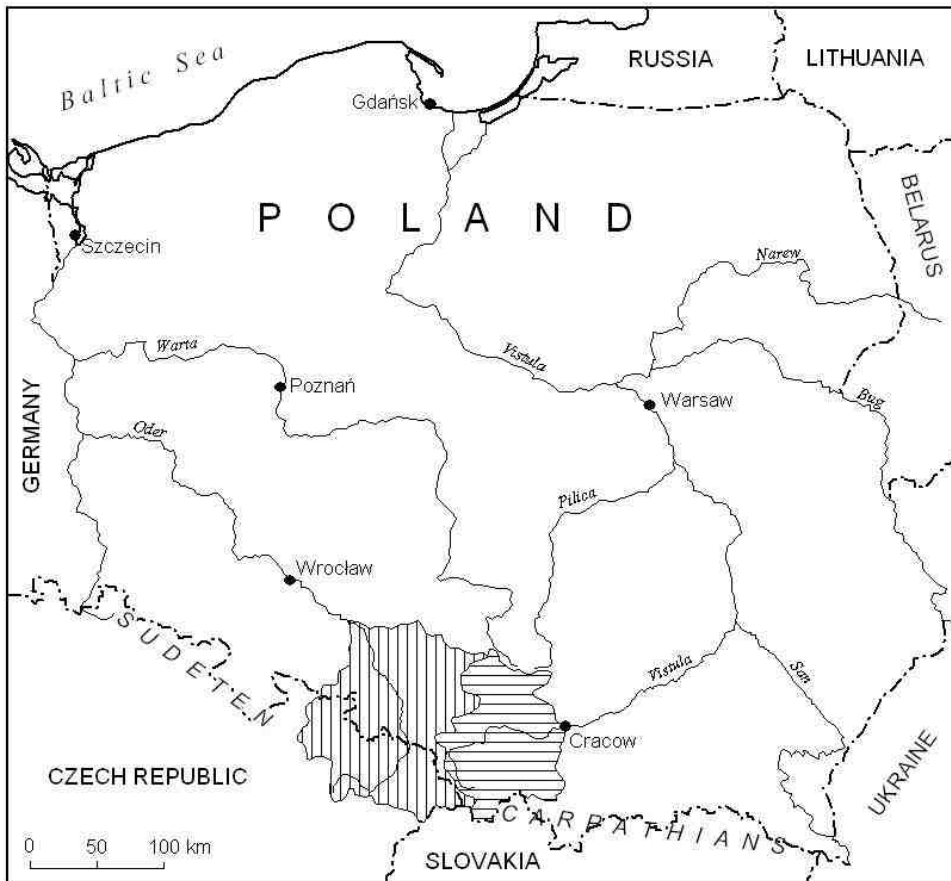 Baltic Sea
RUSSIA
LITHUANIA
Gdańsk
BELARUS
POLAND
Szczecin
Narew
Warta
Vistula
Poznań
Warsaw
Bug
GERMANY
Oder
Pilica
Wrocław
SUDETEN
Vistula
San
Cracow
UKRAINE
CZECH REPUBLIC
CARPATHIANS
0 50 100 km
SLOVAKIA